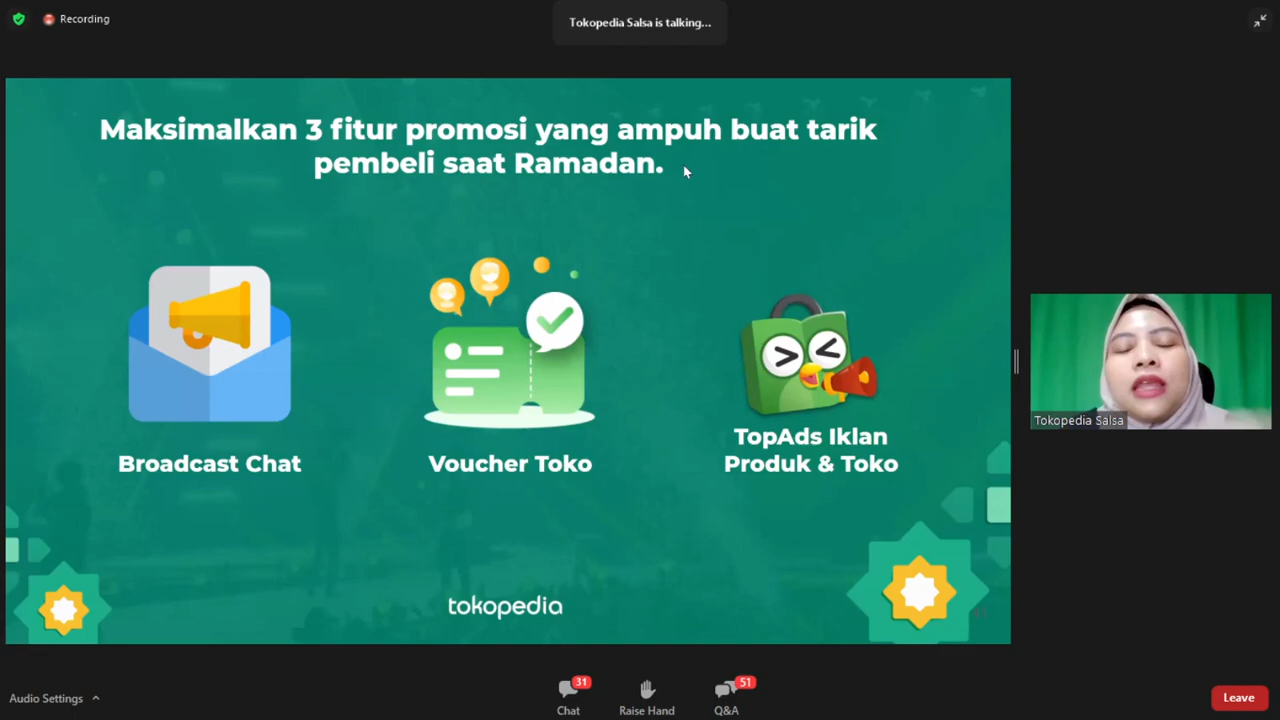 Recording
Tokopedia Salsa is talking...
Maksimalkan 3 fitur promosi yang ampuh buat tarik
pembeli saat Ramadan.
Broadcast Chat
Voucher Toko
TopAds Iklan
Produk & Toko
tokopedia
Tokopedia Salsa
Audio Settings
31
Chat
Raise Hand
51
Q&A
Leave